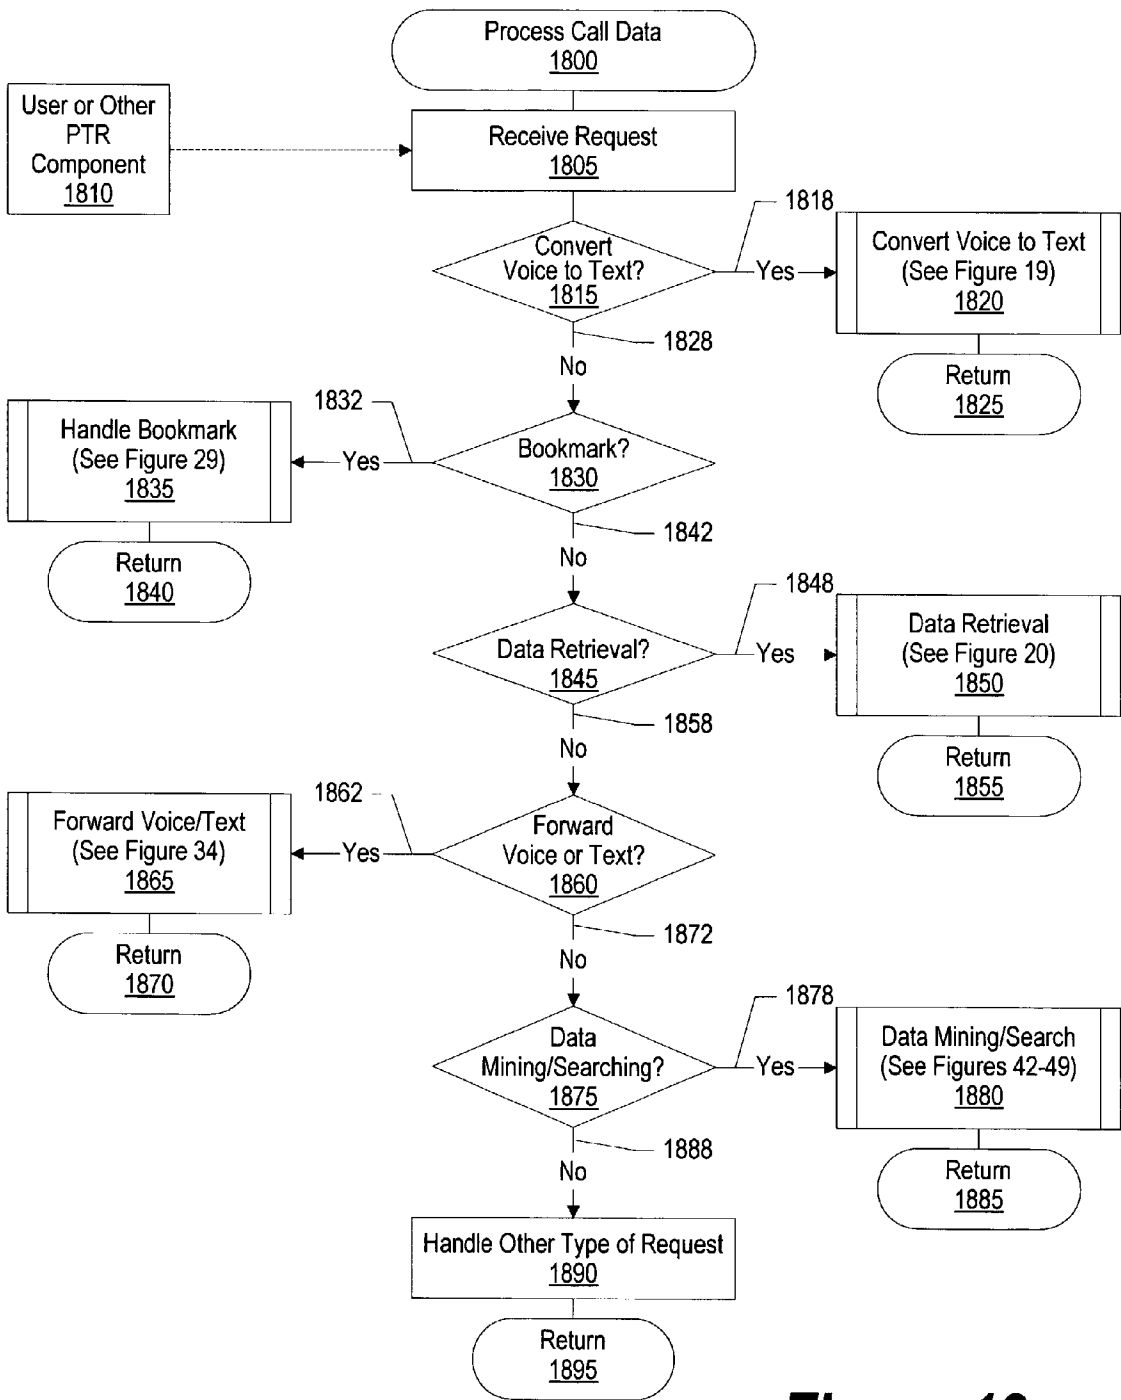 Process Call Data
1800
User or Other
PTR
Component
1810
Receive Request
1805
1818
Convert
Voice to Text?
1815
Yes
Convert Voice to Text
(See Figure 19)
1820
1828
No
Return
1825
1832
Handle Bookmark
(See Figure 29)
1835
Yes
Bookmark?
1830
1842
No
Return
1840
1848
Data Retrieval?
1845
Yes
Data Retrieval
(See Figure 20)
1850
1858
No
Return
1855
1862
Forward Voice/Text
(See Figure 34)
1865
Yes
Forward
Voice or Text?
1860
1872
No
Return
1870
1878
Data
Mining/Searching?
1875
Yes
Data Mining/Search
(See Figures 42-49)
1880
1888
No
Return
1885
Handle Other Type of Request
1890
Return
1895